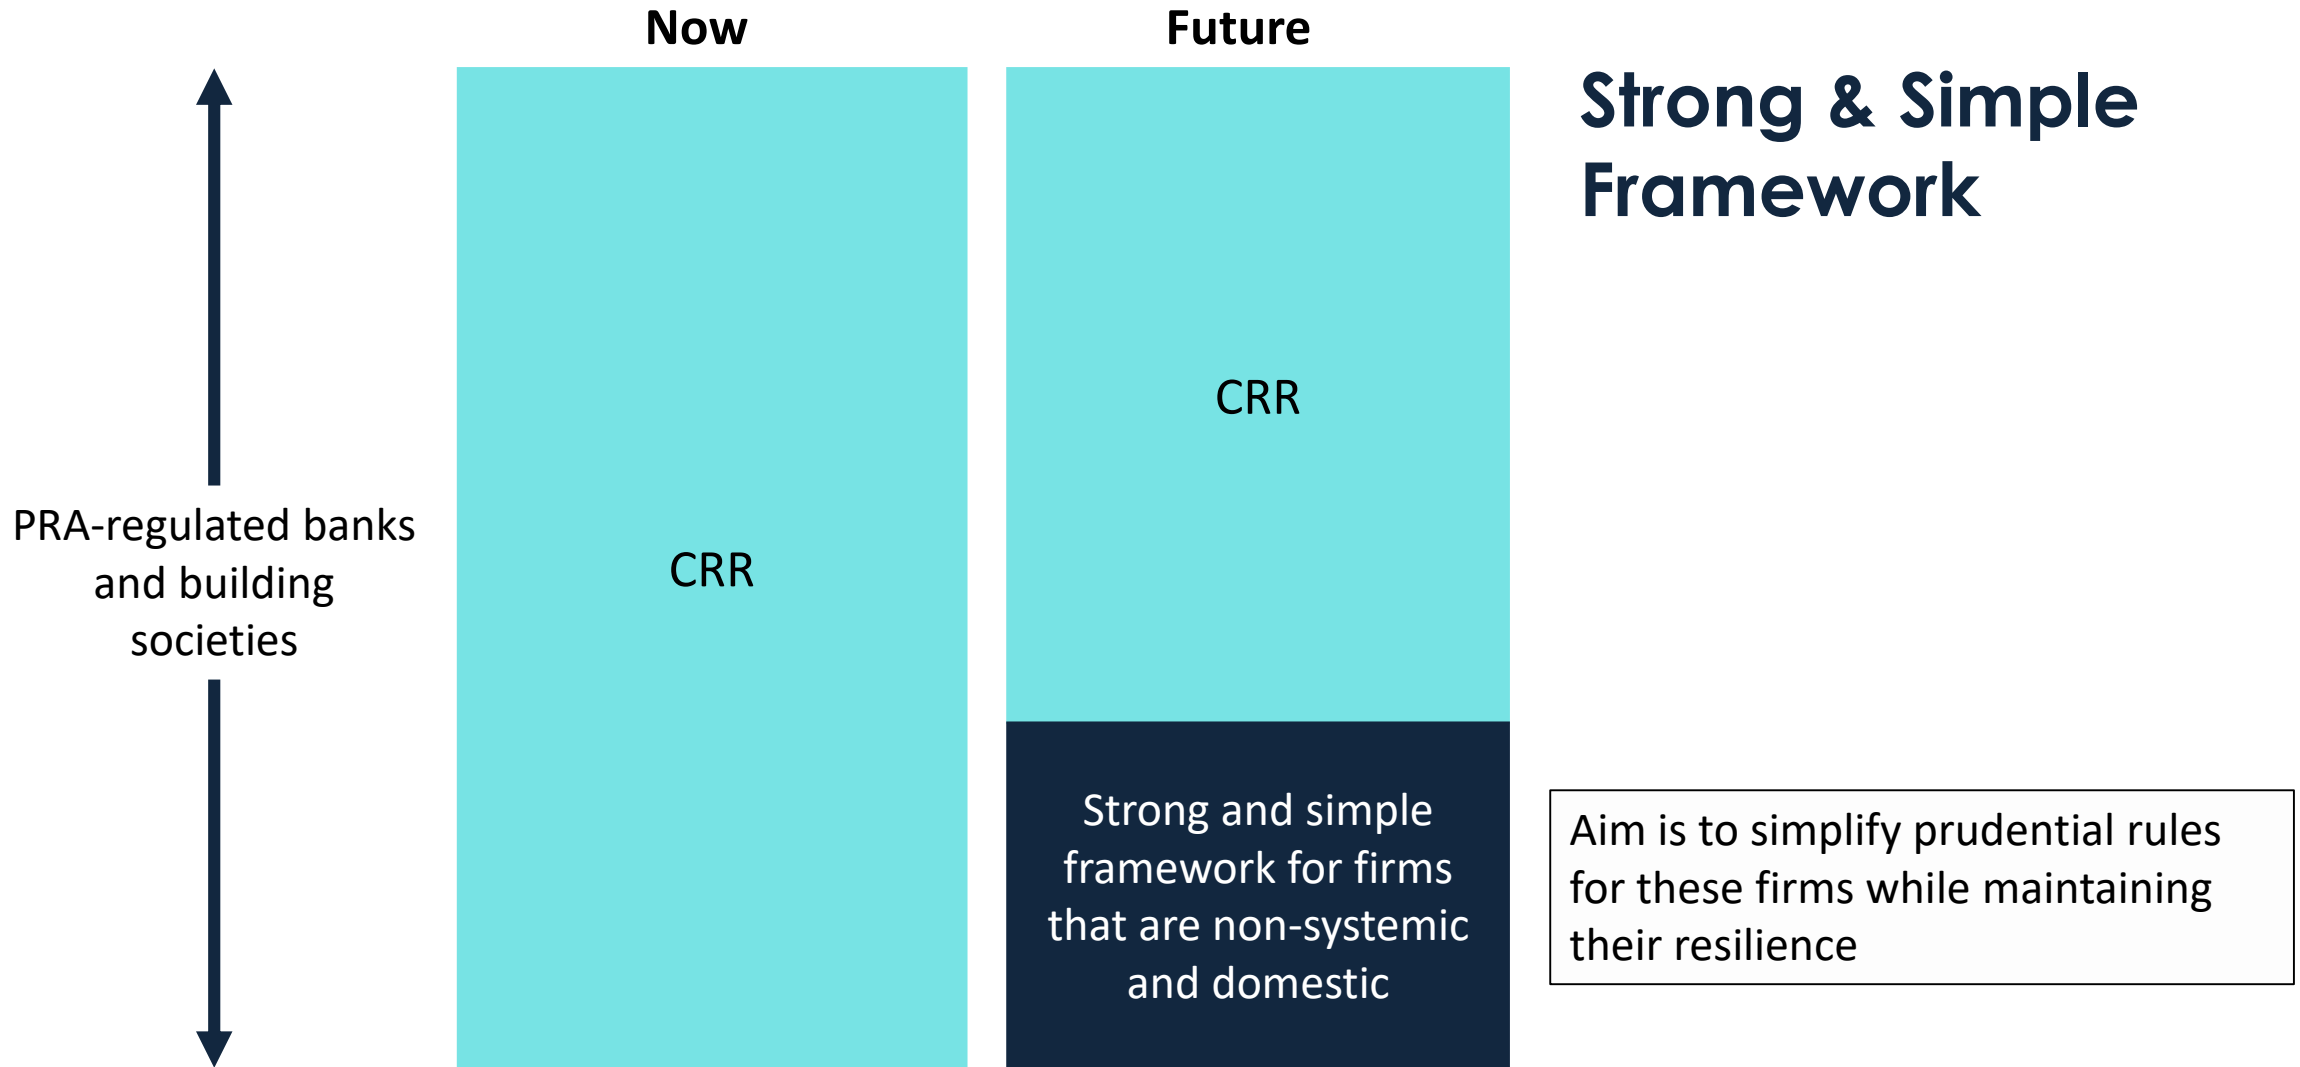 Now
Future
Strong & Simple
Framework
PRA-regulated banks
and building
societies
CRR
CRR
Strong and simple
framework for firms
that are non-systemic
and domestic
Aim is to simplify prudential rules
for these firms while maintaining
their resilience